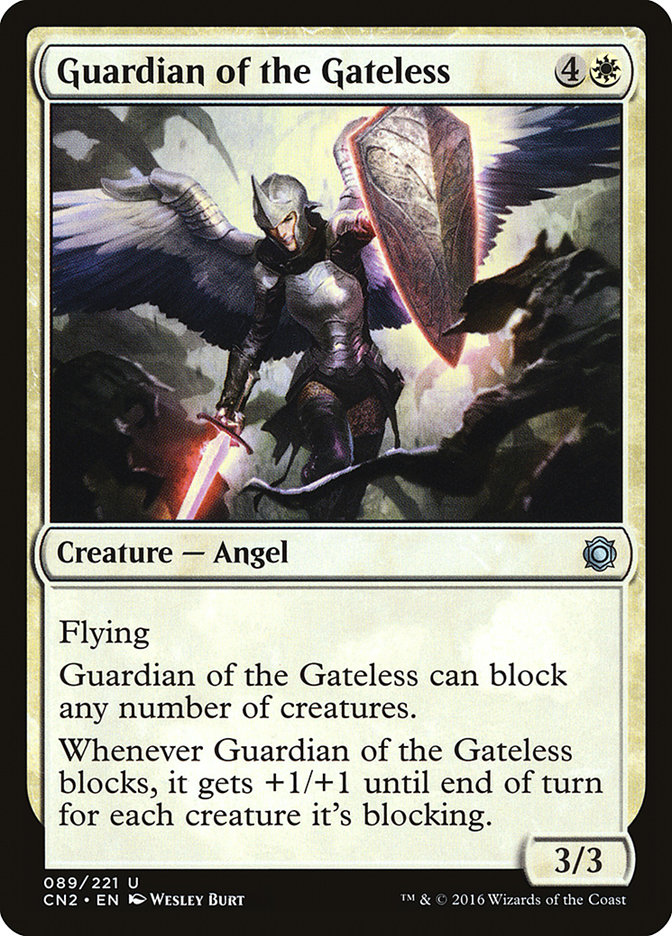 Guardian of the Gateless 4
Creature — Angel
Flying
Guardian of the Gateless can block
any number of creatures.
Whenever Guardian of the Gateless
blocks, it gets +1/+1 until end of turn
for each creature it's blocking.
3/3
089/221 U
CN2 • EN Wesley Burt
™ & © 2016 Wizards of the Coast